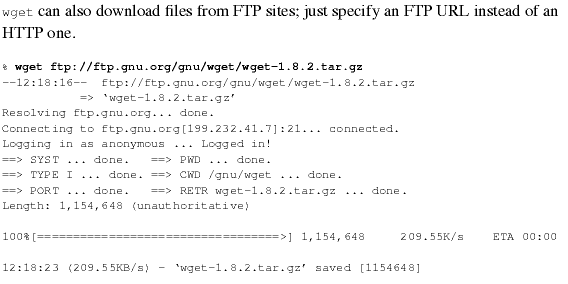 wget can also download files from FTP sites; just specify an FTP URL instead of an
HTTP one.
% wget ftp://ftp.gnu.org/gnu/wget/wget-1.8.2.tar.gz
--12:18:16-- ftp://ftp.gnu.org/gnu/wget/wget-1.8.2.tar.gz
=> ‘wget-1.8.2.tar.gz’
Resolving ftp.gnu.org... done.
Connecting to ftp.gnu.org[199.232.41.7]:21... connected.
Logging in as anonymous ... Logged in!
==> SYST ... done. ==> PWD ... done.
==> TYPE I ... done. ==> CWD /gnu/wget ... done.
==> PORT ... done. ==> RETR wget-1.8.2.tar.gz ... done.
Length: 1,154,648 (unauthoritative)
100%[==================================>] 1,154,648 209.55K/s ETA 00:00
12:18:23 (209.55KB/s) - ‘wget-1.8.2.tar.gz’ saved [1154648]